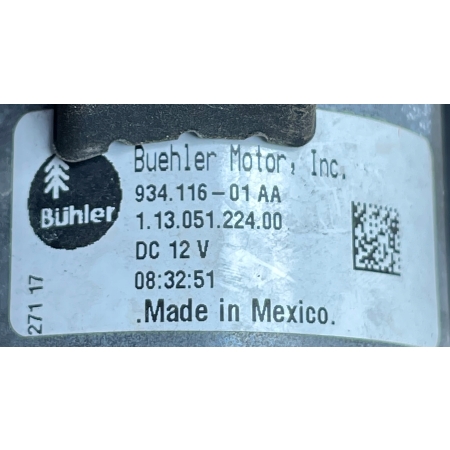 Buehler Motor, Inc.
Bühler
934.116-01 AA
1.13.051.224.00
DC 12 V
08:32:51
.Made in Mexico.
271 17